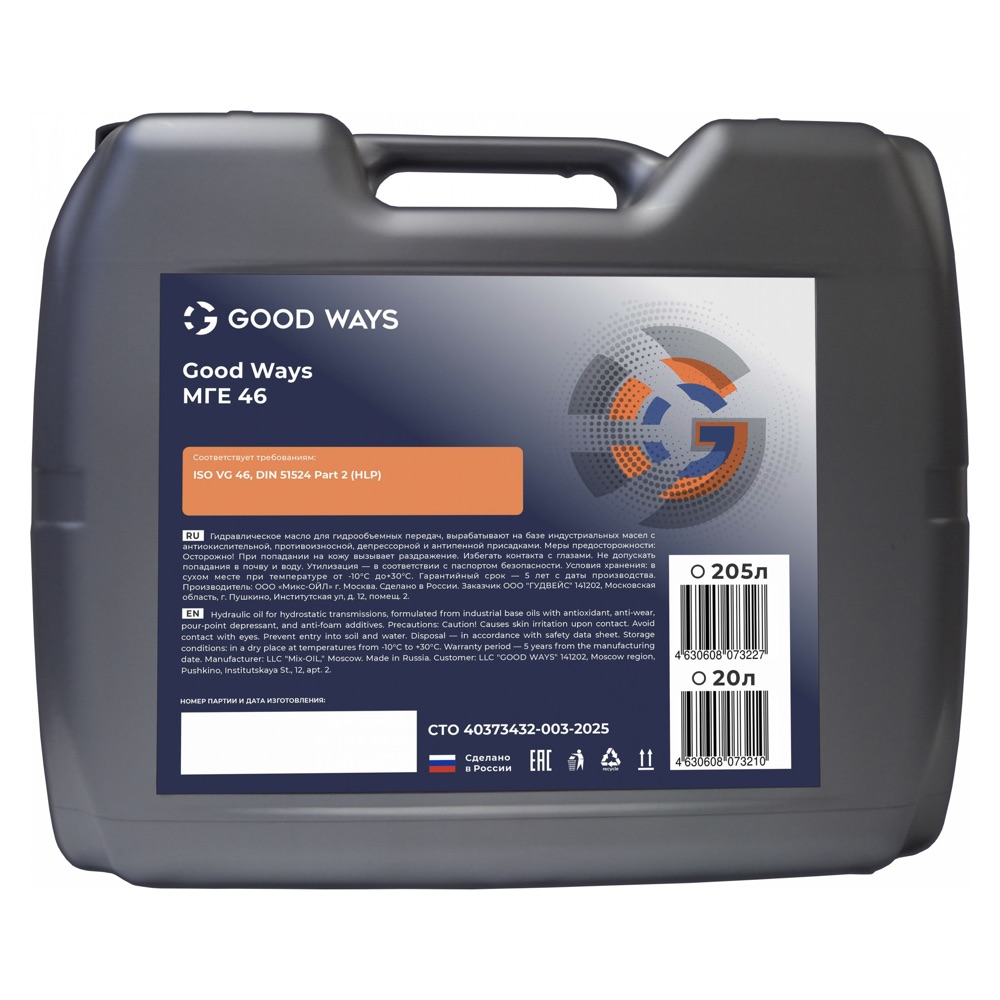 GOOD WAYS
Good Ways
МГЕ 46
Соответствует требованиям:
ISO VG 46, DIN 51524 Part 2 (HLP)
RU Гидравлическое масло для гидрообъемных передач, вырабатывают на базе индустриальных масел с
антиокислительной, противоизносной, депрессорной и антипенной присадками. Меры предосторожности:
Осторожно! При попадании на кожу вызывает раздражение. Избегать контакта с глазами. Не допускать
попадания в почву и воду. Утилизация — в соответствии с паспортом безопасности. Условия хранения: в
сухом месте при температуре от -10°С до+30°С. Гарантийный срок — 5 лет с даты производства.
Производитель: ООО «Микс-ОЙЛ» г. Москва. Сделано в России. Заказчик ООО "ГУДВЕЙС" 141202, Московская
область, г. Пушкино, Институтская ул, д. 12, помещ. 2.
EN Hydraulic oil for hydrostatic transmissions, formulated from industrial base oils with antioxidant, anti-wear,
pour-point depressant, and anti-foam additives. Precautions: Caution! Causes skin irritation upon contact. Avoid
contact with eyes. Prevent entry into soil and water. Disposal — in accordance with safety data sheet. Storage
conditions: in a dry place at temperatures from -10°C to +30°C. Warranty period — 5 years from the manufacturing
date. Manufacturer: LLC "Mix-OIL," Moscow. Made in Russia. Customer: LLC "GOOD WAYS" 141202, Moscow region,
Pushkino, Institutskaya St., 12, apt. 2.
205л
4 630608 073227
20л
4 630608 073210
НОМЕР ПАРТИИ И ДАТА ИЗГОТОВЛЕНИЯ:
СТО 40373432-003-2025
Сделано
в России
EAC
recycle